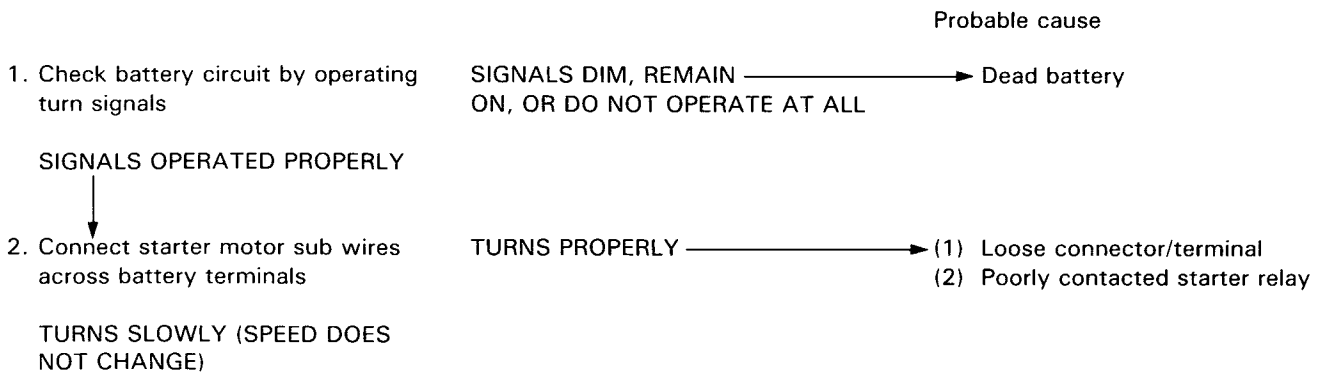 Probable cause
1. Check battery circuit by operating
turn signals
SIGNALS DIM, REMAIN
ON, OR DO NOT OPERATE AT ALL
Dead battery
SIGNALS OPERATED PROPERLY
2. Connect starter motor sub wires
across battery terminals
TURNS PROPERLY
(1) Loose connector/terminal
(2) Poorly contacted starter relay
TURNS SLOWLY (SPEED DOES
NOT CHANGE)